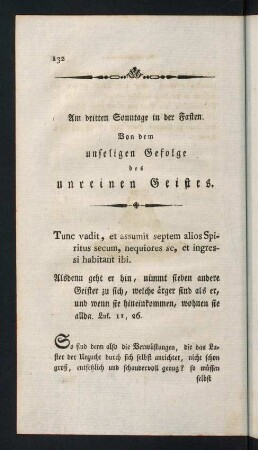 132
Am dritten Sonntage in der Fasten.
Von dem
unseligen Gefolge
des
unreinen Geistes.
Tunc vadit, et assumit septem alios Spi-
ritus secum, nequiores se, et ingres-
si habitant ibi.
Alsdenn geht er hin, nimmt sieben andere
Geister zu sich, welche ärger sind als er,
und wenn sie hineinkommen, wohnen sie
allda. Luk. 11, 26.
So sind denn also die Verwüstungen, die das La-
ster der Unzucht durch sich selbst anrichtet, nicht schon
groß, entsetzlich und schaudervoll genug? so müssen
selbst